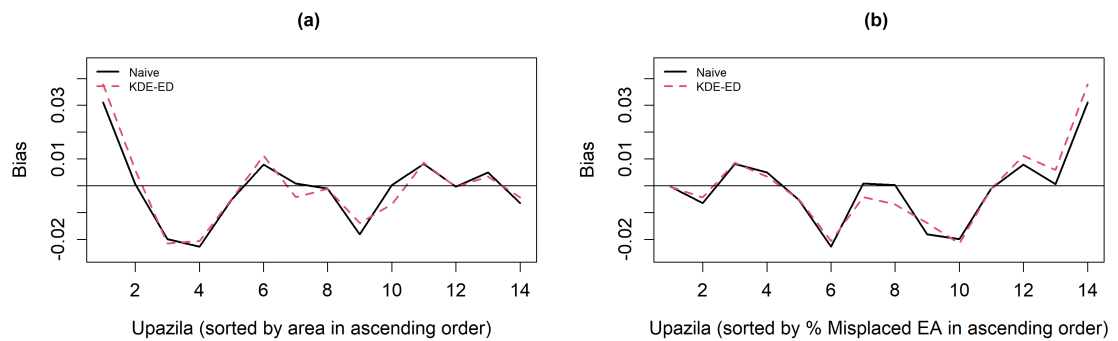 (a)
Naive
KDE-ED
Bias
0.03
0.01
-0.02
2 4 6 8 10 12 14
Upazila (sorted by area in ascending order)
(b)
Naive
KDE-ED
Bias
0.03
0.01
-0.02
2 4 6 8 10 12 14
Upazila (sorted by % Misplaced EA in ascending order)